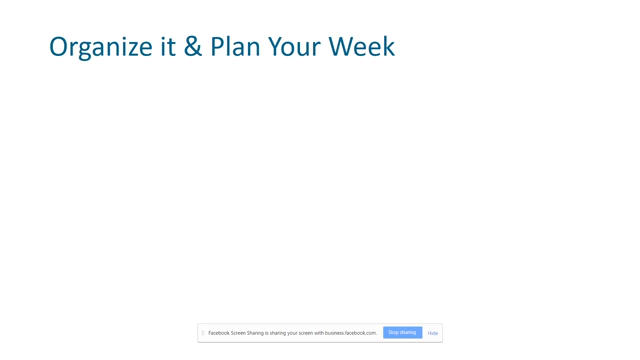 Organize it & Plan Your Week
Facebook Screen Sharing is sharing your screen with business.facebook.com. Stop sharing Hide